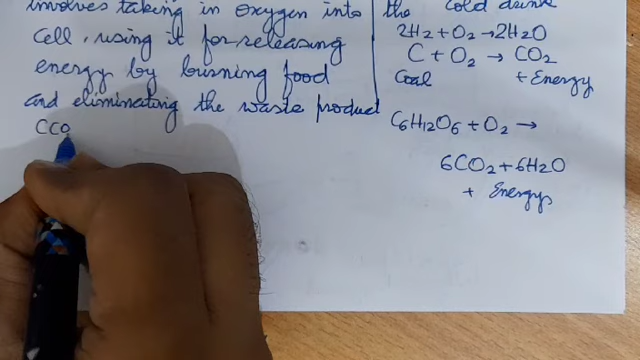 involves taking in oxygen into
cell, using it for releasing
energy by burning food
and eliminating the waste product
CCO
the cold drink
2H2 + O2 → 2H2O
C + O2 → CO2
Coal + Energy
C6H12O6 + O2 →
6CO2 + 6H2O
+ Energy